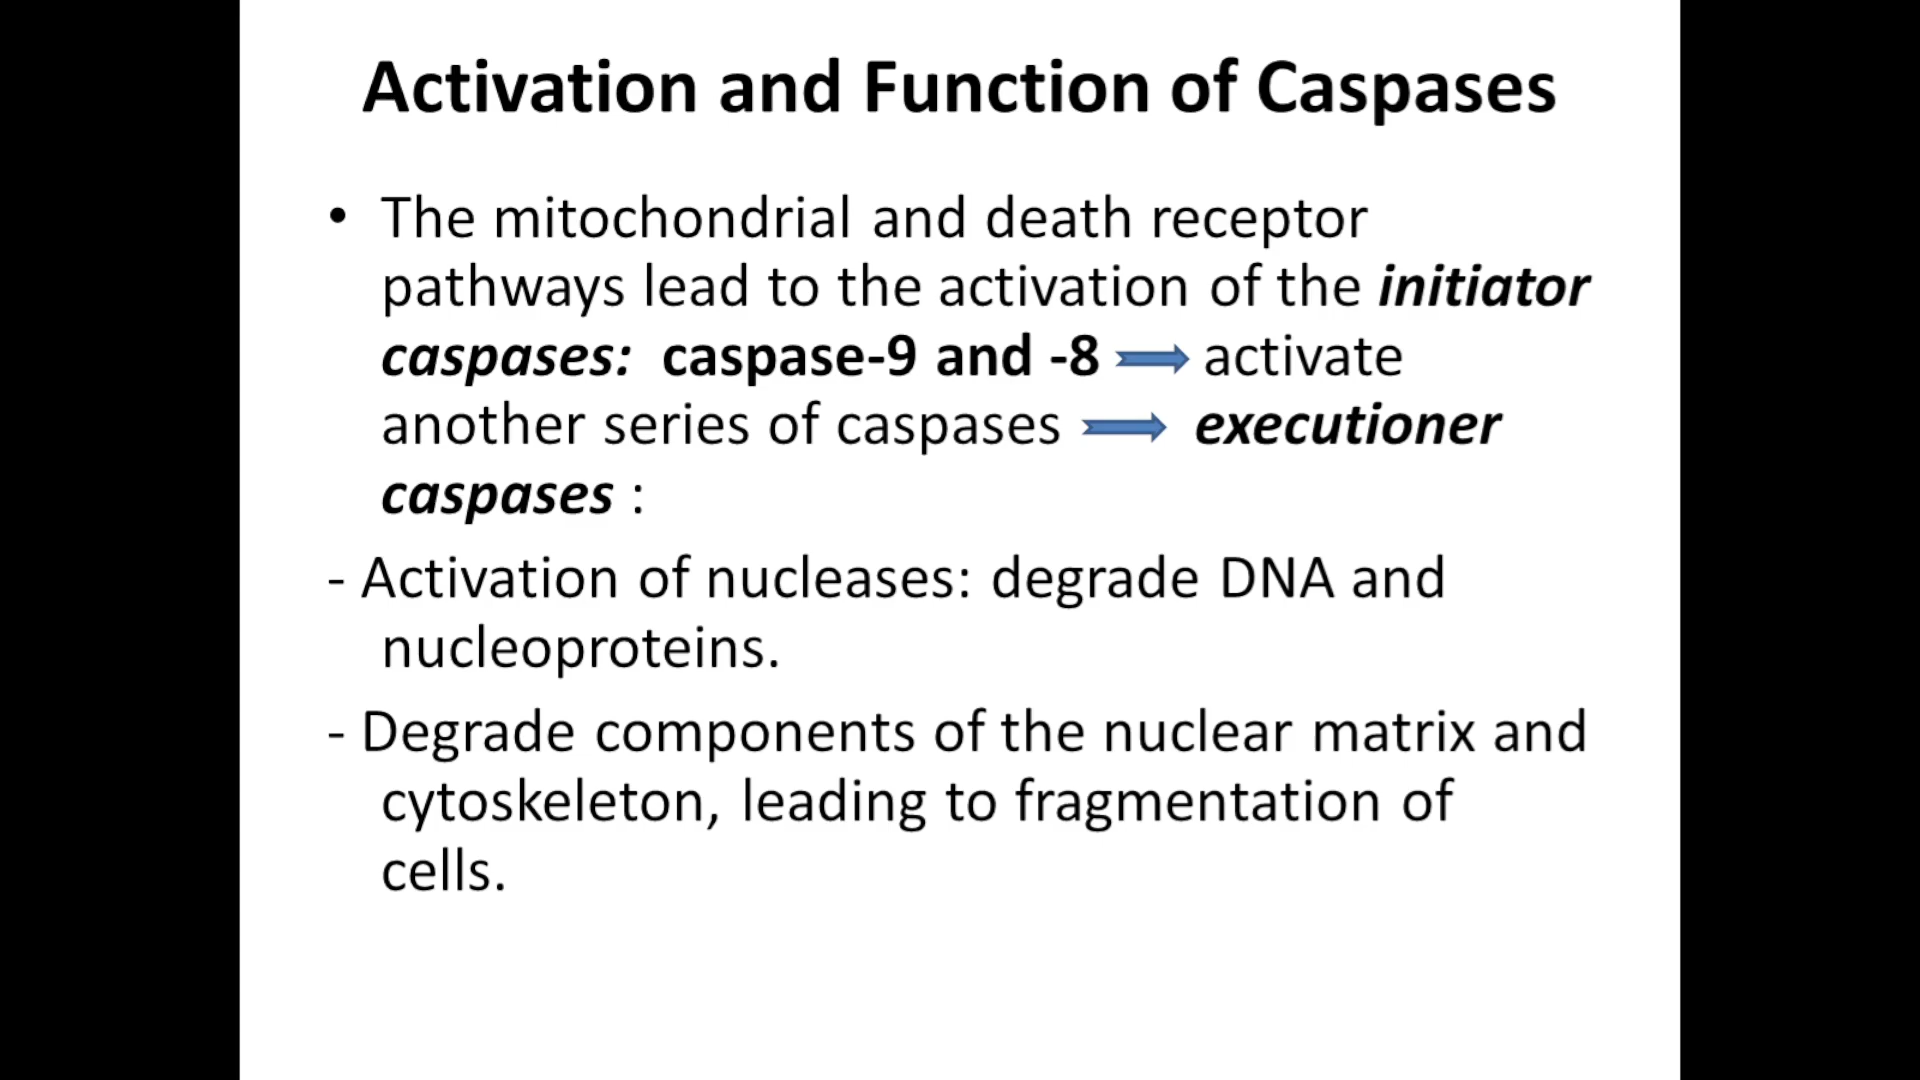 Activation and Function of Caspases
• The mitochondrial and death receptor
pathways lead to the activation of the initiator
caspases: caspase-9 and -8 activate
another series of caspases executioner
caspases :
- Activation of nucleases: degrade DNA and
nucleoproteins.
- Degrade components of the nuclear matrix and
cytoskeleton, leading to fragmentation of
cells.